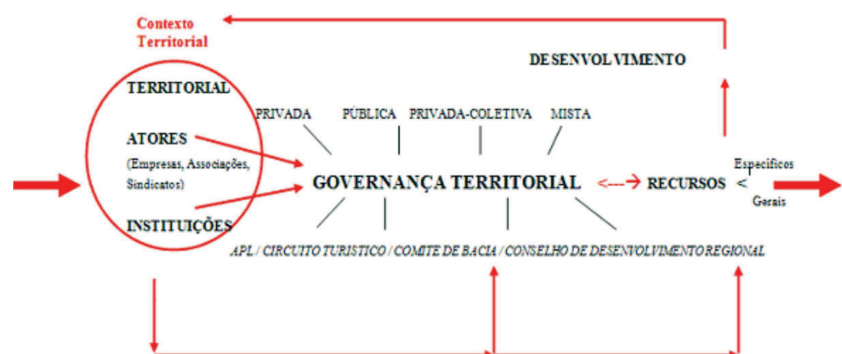 Contexto
Territorial
DESENVOLVIMENTO
TERRITORIAL
PRIVADA PÚBLICA PRIVADA-COLETIVA MISTA
ATORES
(Empresas, Associações,
Sindicatos)
Específicos
GOVERNANÇA TERRITORIAL <---→ RECURSOS <
Gerais
INSTITUIÇÕES
APL / CIRCUITO TURISTICO / COMITE DE BACIA / CONSELHO DE DESENVOLVIMENTO REGIONAL